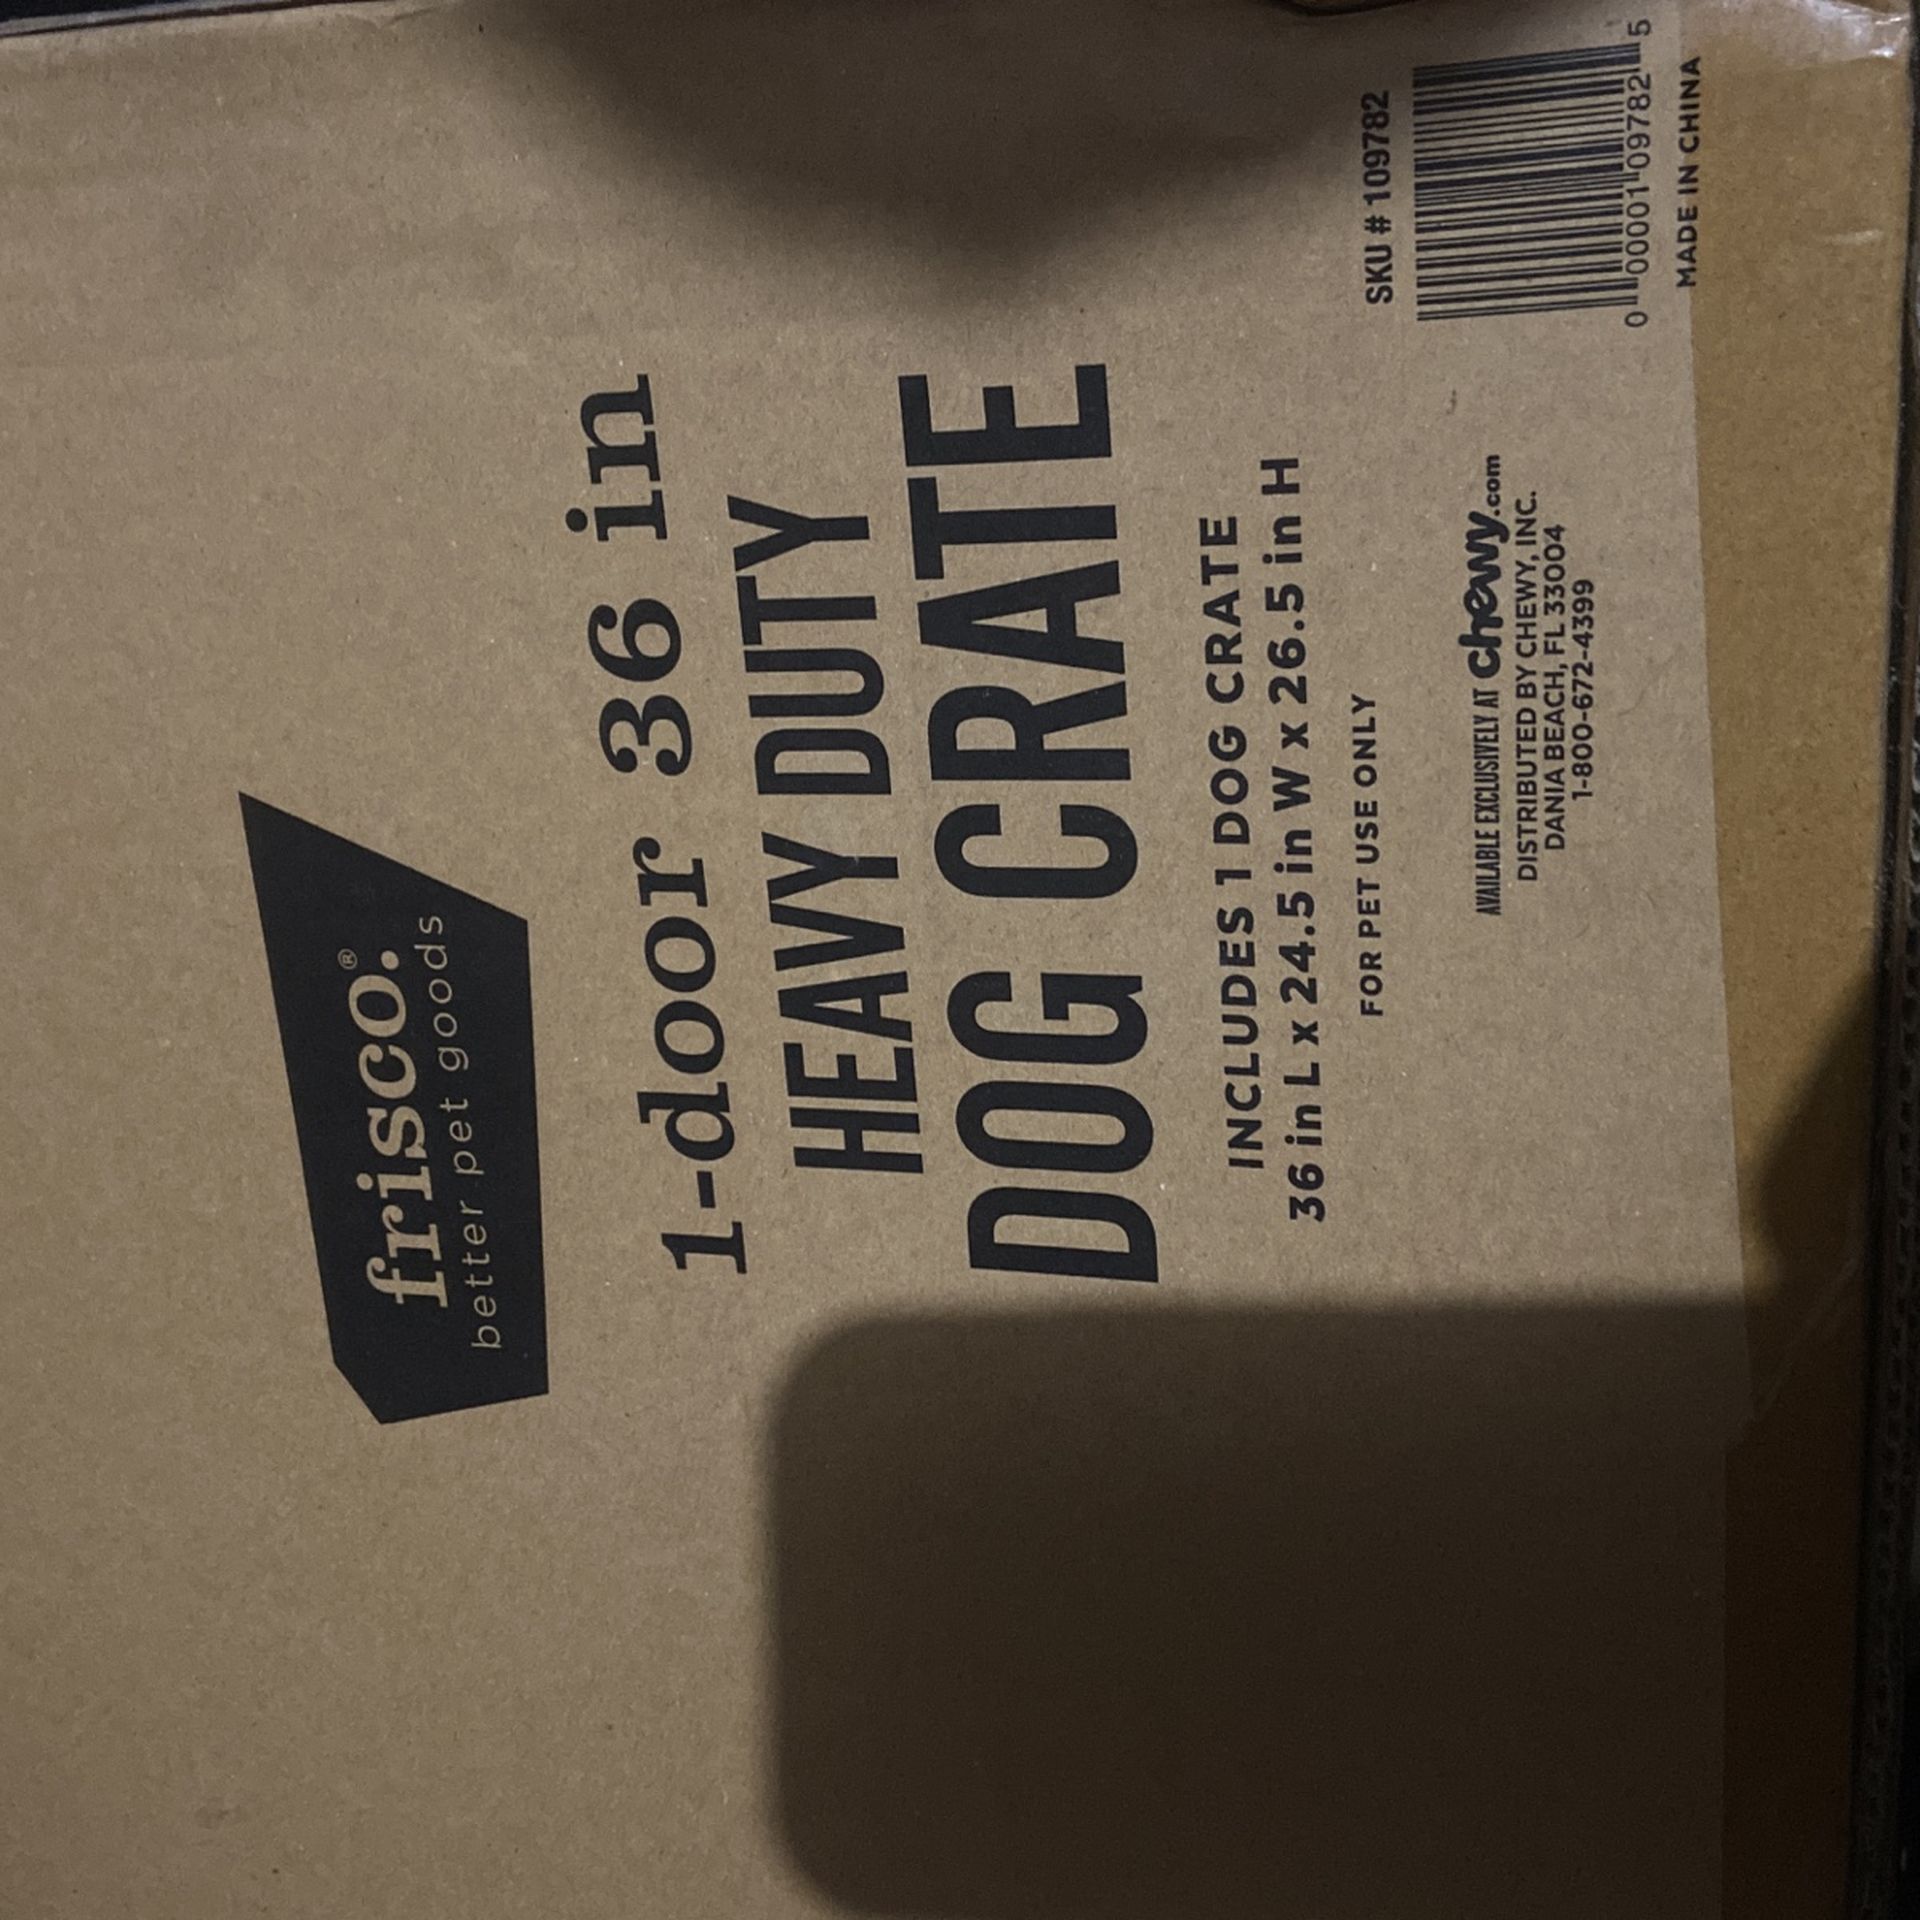 frisco.®
better pet goods
1-door 36 in
HEAVY DUTY
DOG CRATE
INCLUDES 1 DOG CRATE
36 in L x 24.5 in W x 26.5 in H
FOR PET USE ONLY
AVAILABLE EXCLUSIVELY AT chewy.com
DISTRIBUTED BY CHEWY, INC.
DANIA BEACH, FL 33004
1-800-672-4399
SKU # 109782
0 00001 09782 5
MADE IN CHINA